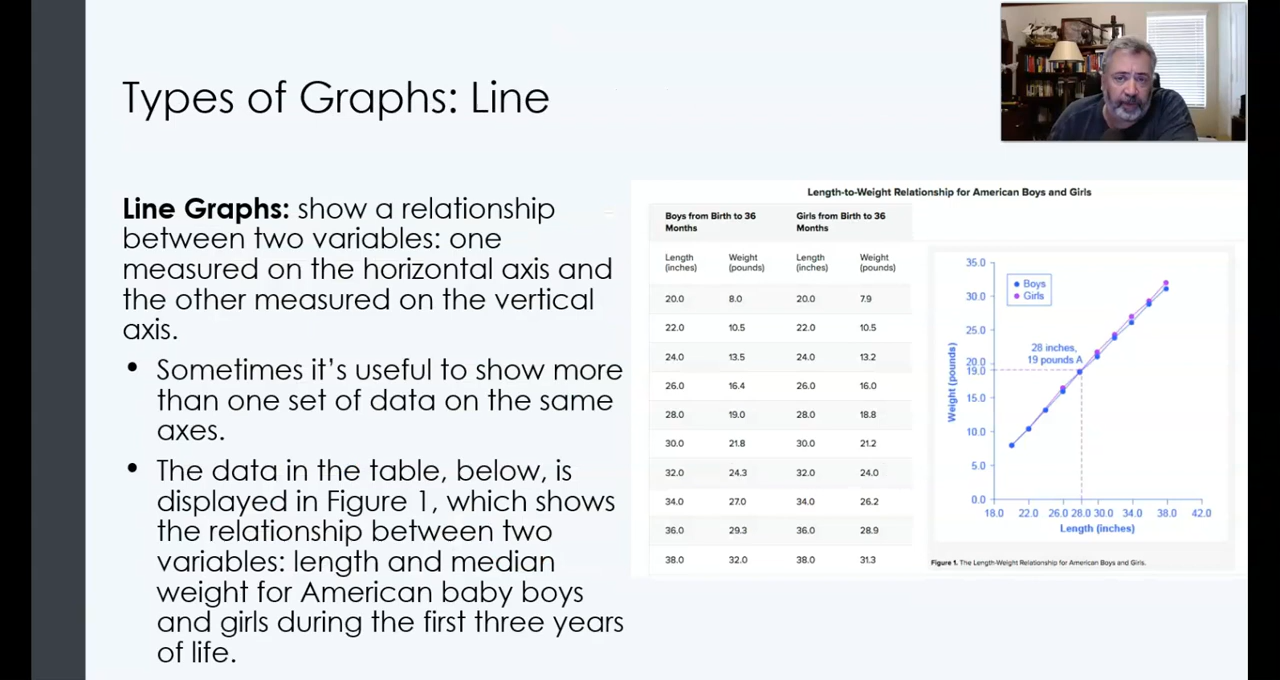 Types of Graphs: Line
Line Graphs: show a relationship
between two variables: one
measured on the horizontal axis and
the other measured on the vertical
axis.
• Sometimes it’s useful to show more
than one set of data on the same
axes.
• The data in the table, below, is
displayed in Figure 1, which shows
the relationship between two
variables: length and median
weight for American baby boys
and girls during the first three years
of life.
Length-to-Weight Relationship for American Boys and Girls
Boys from Birth to 36 Girls from Birth to 36
Months Months
Length Weight Length Weight
(inches) (pounds) (inches) (pounds)
20.0 8.0 20.0 7.9
22.0 10.5 22.0 10.5
24.0 13.5 24.0 13.2
26.0 16.4 26.0 16.0
28.0 19.0 28.0 18.8
30.0 21.8 30.0 21.2
32.0 24.3 32.0 24.0
34.0 27.0 34.0 26.2
36.0 29.3 36.0 28.9
38.0 32.0 38.0 31.3
Weight (pounds)
35.0
30.0
25.0
20.0
19.0
15.0
10.0
5.0
0.0
Boys
Girls
28 inches,
19 pounds A
18.0 22.0 26.0 28.0 30.0 34.0 38.0 42.0
Length (inches)
Figure 1. The Length-Weight Relationship for American Boys and Girls.